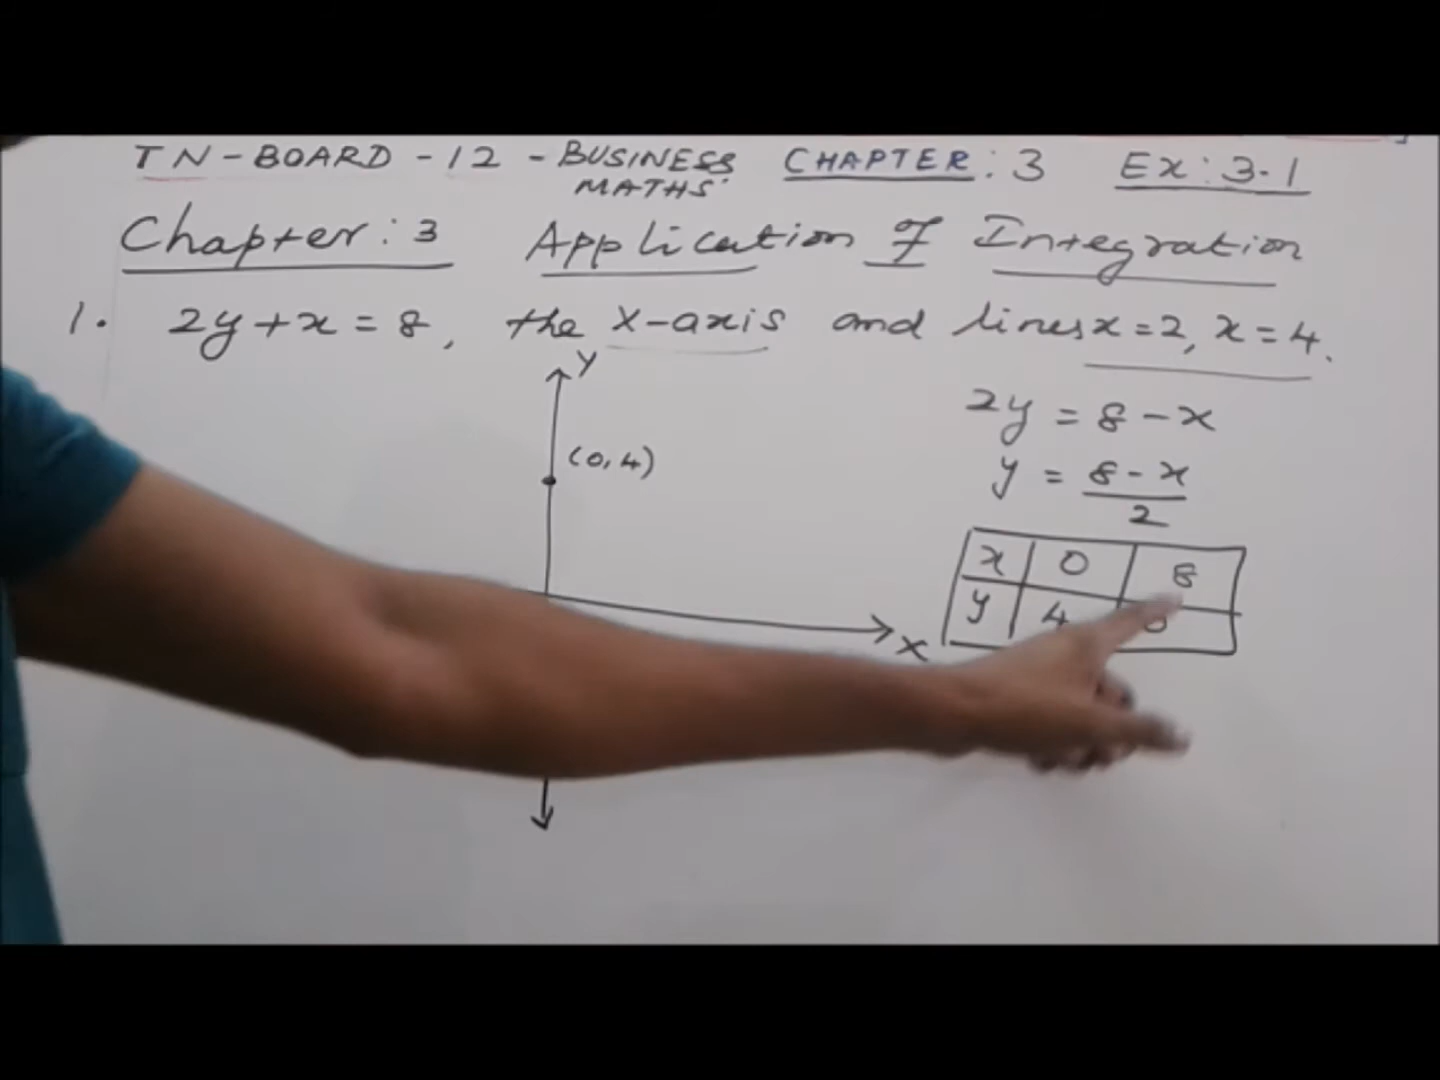 TN-BOARD-12-BUSINESS MATHS. CHAPTER:3 Ex:3.1
Chapter:3 Application of Integration
1. 2y+x=8, the X-axis and lines x=2, x=4.
Y
(0,4)
2y = 8-x
y = 8-x
2
x 0 8
y 4 0
x